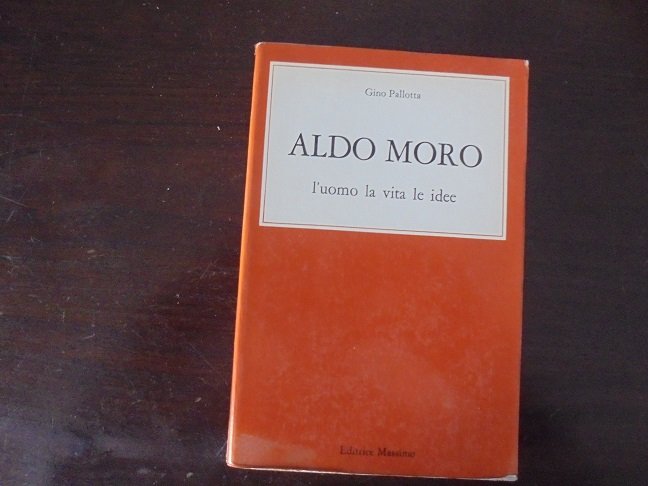 Gino Pallotta
ALDO MORO
l'uomo la vita le idee
Editrice Massimo